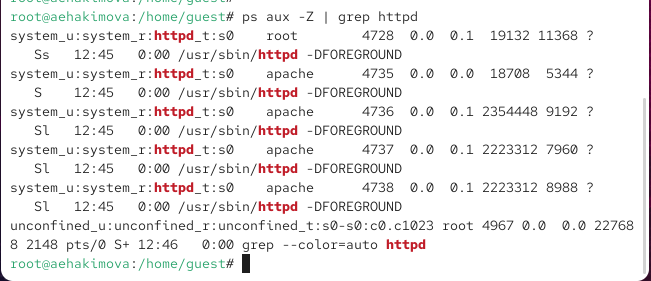 root@aehakimova:/home/guest# ps aux -Z | grep httpd
system_u:system_r:httpd_t:s0    root        4728  0.0  0.1  19132 11368 ?
   Ss   12:45   0:00 /usr/sbin/httpd -DFOREGROUND
system_u:system_r:httpd_t:s0    apache      4735  0.0  0.0  18708  5344 ?
   S    12:45   0:00 /usr/sbin/httpd -DFOREGROUND
system_u:system_r:httpd_t:s0    apache      4736  0.0  0.1 2354448 9192 ?
   Sl   12:45   0:00 /usr/sbin/httpd -DFOREGROUND
system_u:system_r:httpd_t:s0    apache      4737  0.0  0.1 2223312 7960 ?
   Sl   12:45   0:00 /usr/sbin/httpd -DFOREGROUND
system_u:system_r:httpd_t:s0    apache      4738  0.0  0.1 2223312 8988 ?
   Sl   12:45   0:00 /usr/sbin/httpd -DFOREGROUND
unconfined_u:unconfined_r:unconfined_t:s0-s0:c0.c1023 root 4967 0.0  0.0 22768
8 2148 pts/0 S+ 12:46   0:00 grep --color=auto httpd
root@aehakimova:/home/guest#